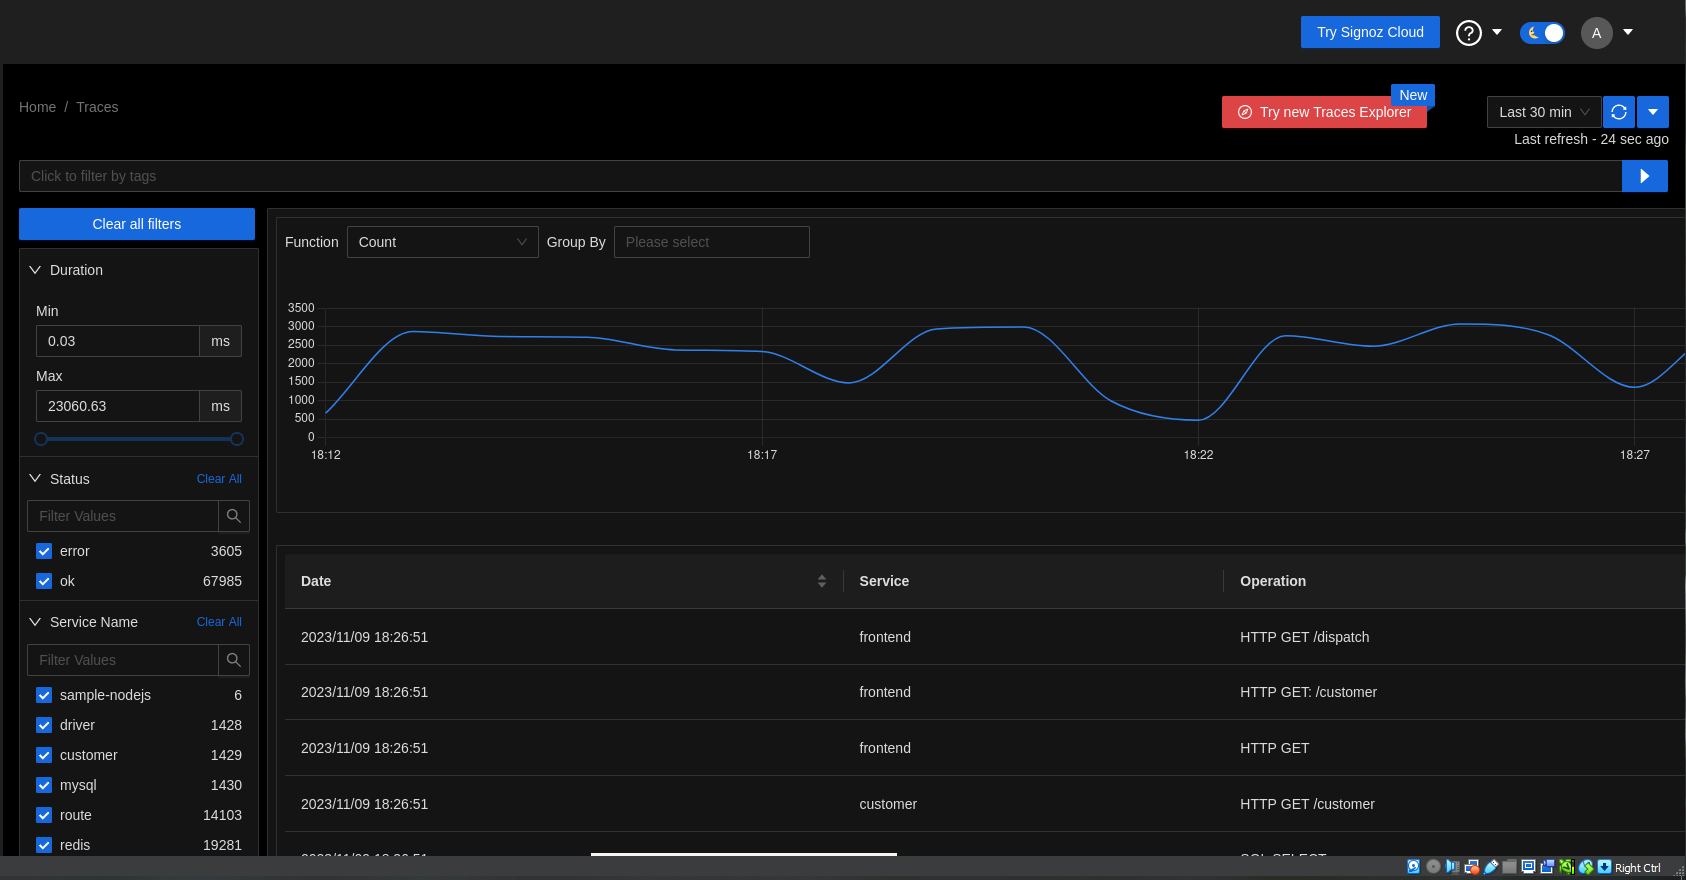 Try Signoz Cloud
A
Home / Traces
New
Try new Traces Explorer
Last 30 min
Last refresh - 24 sec ago
Click to filter by tags
Clear all filters
Function Count Group By Please select
Duration
Min
0.03 ms
Max
23060.63 ms
3500
3000
2500
2000
1500
1000
500
0
18:12 18:17 18:22 18:27
Status Clear All
Filter Values
error 3605
ok 67985
Service Name Clear All
Filter Values
sample-nodejs 6
driver 1428
customer 1429
mysql 1430
route 14103
redis 19281
Date Service Operation
2023/11/09 18:26:51 frontend HTTP GET /dispatch
2023/11/09 18:26:51 frontend HTTP GET: /customer
2023/11/09 18:26:51 frontend HTTP GET
2023/11/09 18:26:51 customer HTTP GET /customer
Right Ctrl